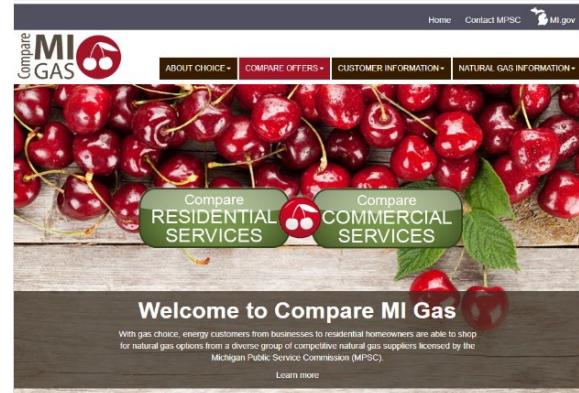 Home Contact MPSC MI.gov
Compare
MI
GAS
ABOUT CHOICE COMPARE OFFERS CUSTOMER INFORMATION NATURAL GAS INFORMATION
Compare
RESIDENTIAL
SERVICES
Compare
COMMERCIAL
SERVICES
Welcome to Compare MI Gas
With gas choice, energy customers from businesses to residential homeowners are able to shop
for natural gas options from a diverse group of competitive natural gas suppliers licensed by the
Michigan Public Service Commission (MPSC).
Learn more